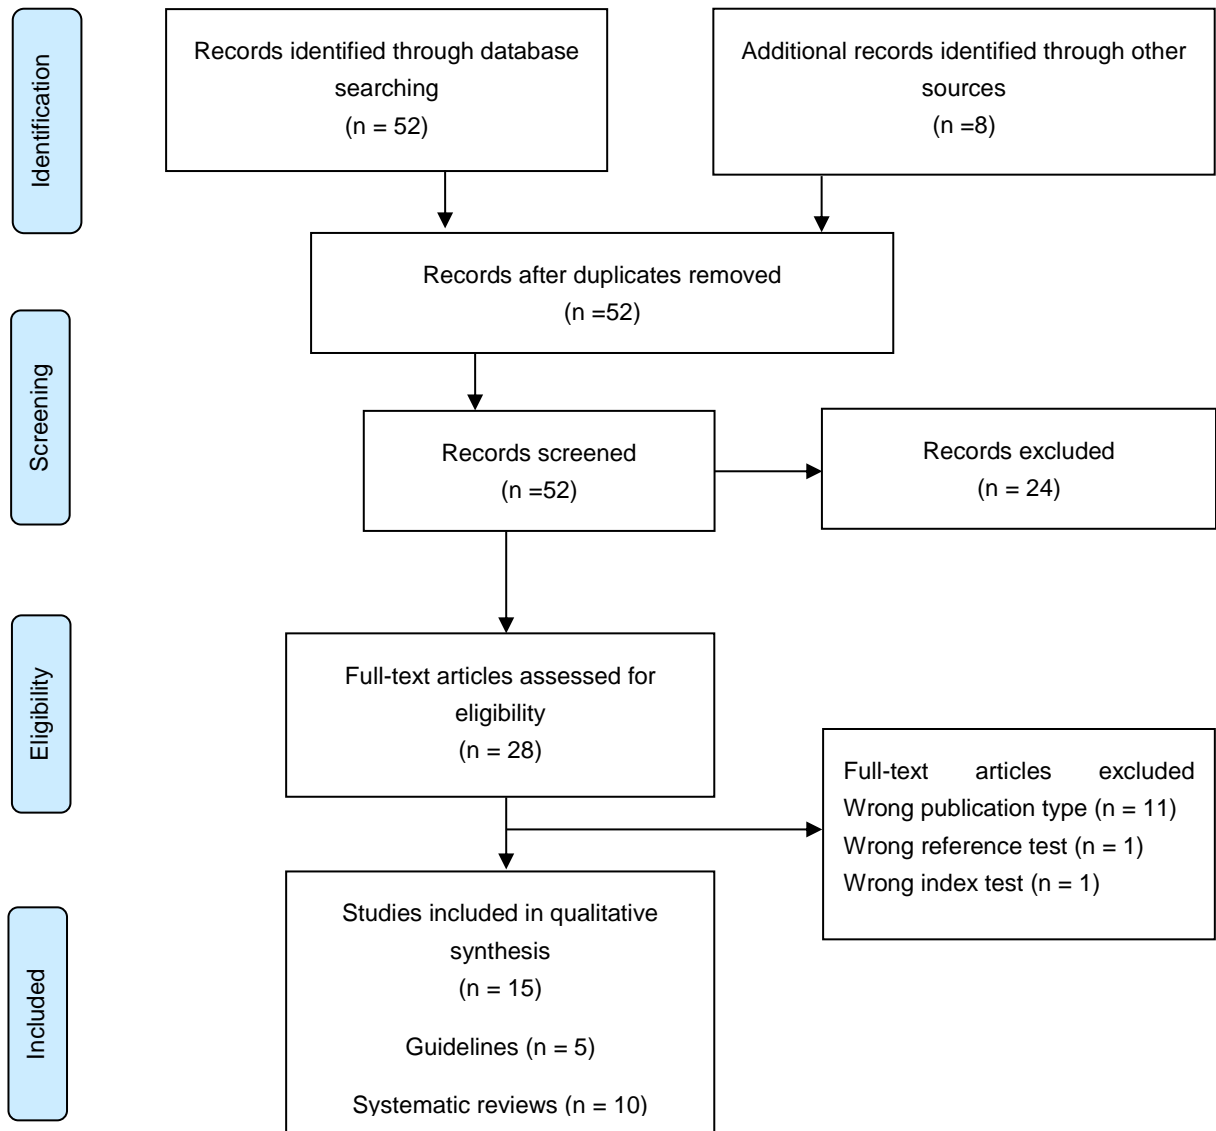 Identification
Records identified through database
searching
(n = 52)
Additional records identified through other
sources
(n =8)
Records after duplicates removed
(n =52)
Screening
Records screened
(n =52)
Records excluded
(n = 24)
Eligibility
Full-text articles assessed for
eligibility
(n = 28)
Full-text articles excluded
Wrong publication type (n = 11)
Wrong reference test (n = 1)
Wrong index test (n = 1)
Included
Studies included in qualitative
synthesis
(n = 15)
Guidelines (n = 5)
Systematic reviews (n = 10)